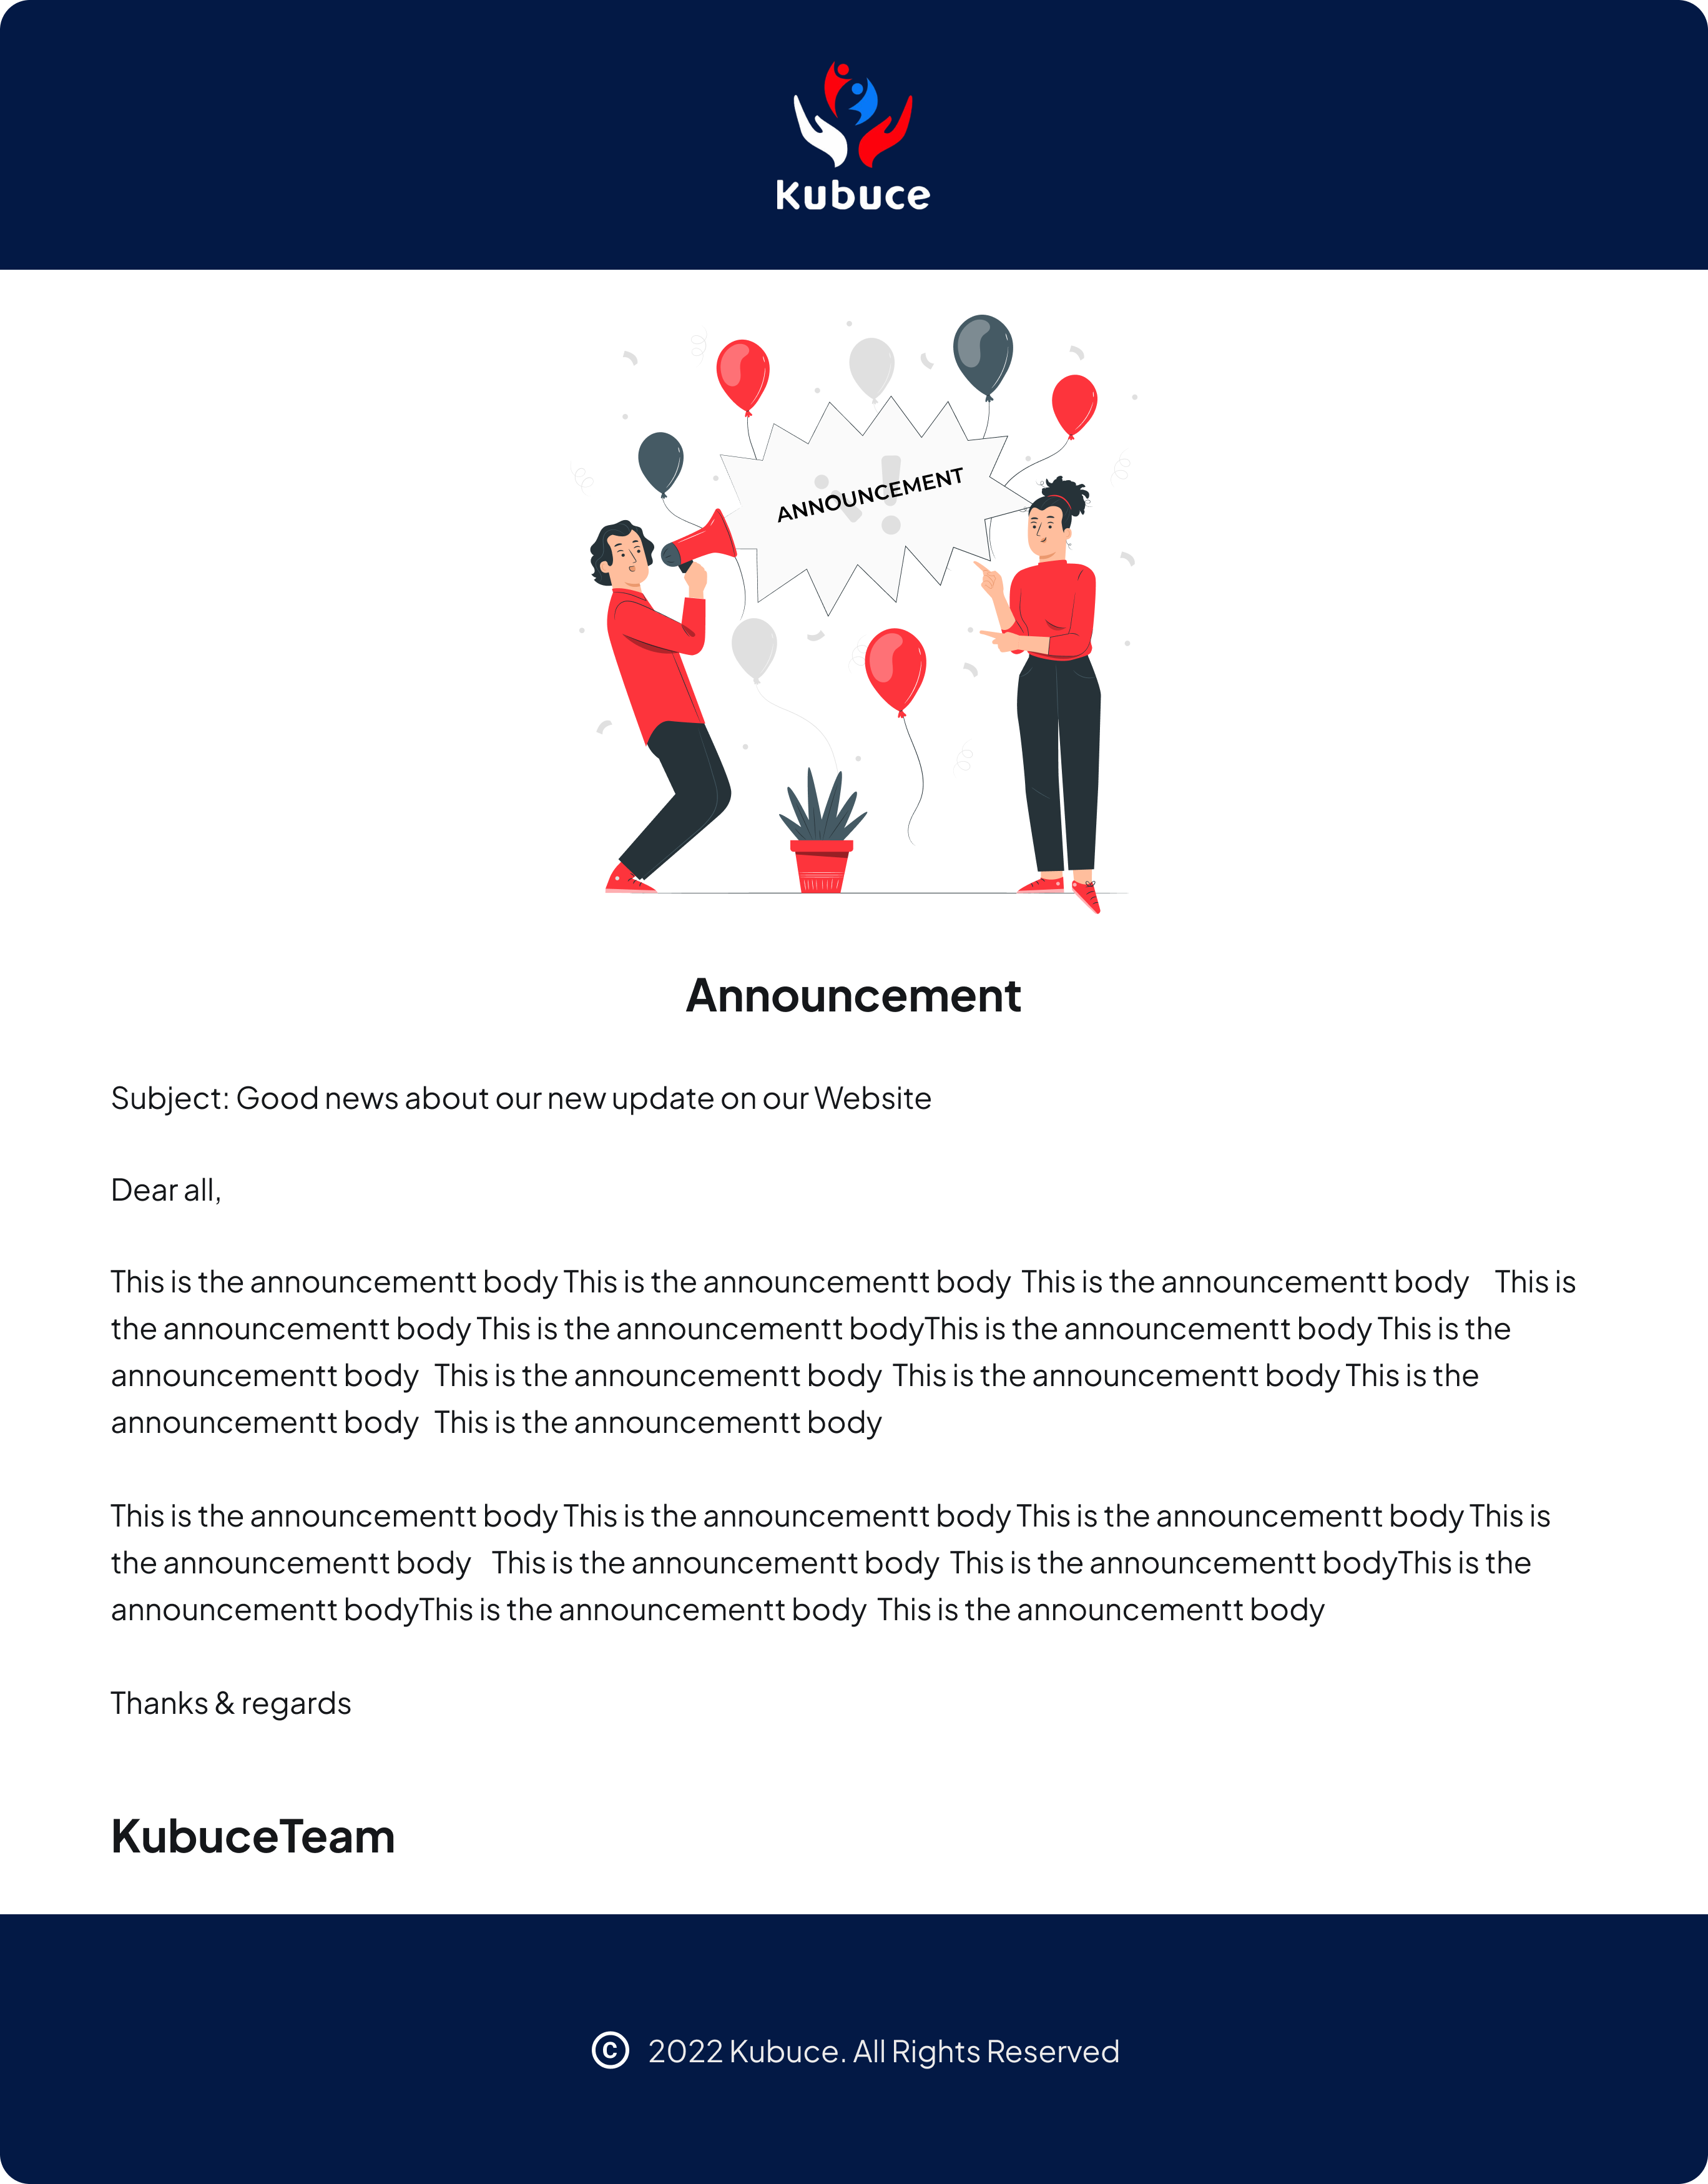 Kubuce
ANNOUNCEMENT
Announcement
Subject: Good news about our new update on our Website
Dear all,
This is the announcementt body This is the announcementt body  This is the announcementt body    This is
the announcementt body This is the announcementt bodyThis is the announcementt body This is the
announcementt body   This is the announcementt body  This is the announcementt body This is the
announcementt body   This is the announcementt body
This is the announcementt body This is the announcementt body This is the announcementt body This is
the announcementt body    This is the announcementt body  This is the announcementt bodyThis is the
announcementt bodyThis is the announcementt body  This is the announcementt body
Thanks & regards
KubuceTeam
© 2022 Kubuce. All Rights Reserved